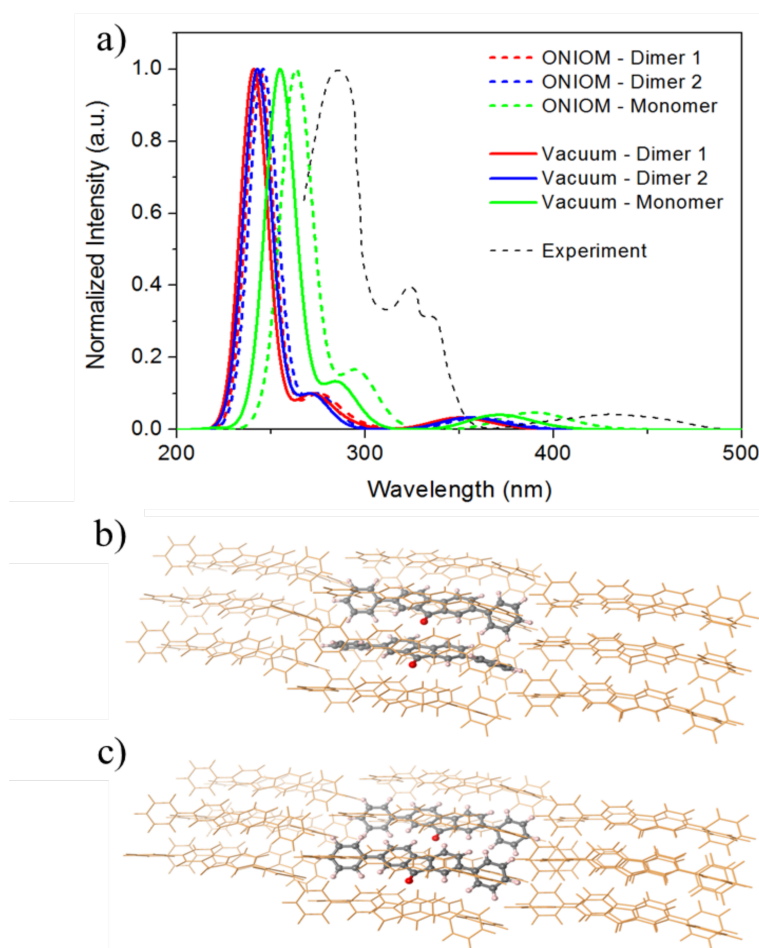 a)
ONIOM - Dimer 1
ONIOM - Dimer 2
ONIOM - Monomer
Vacuum - Dimer 1
Vacuum - Dimer 2
Vacuum - Monomer
Experiment
Normalized Intensity (a.u.)
1.0
0.8
0.6
0.4
0.2
0.0
200
300
400
500
Wavelength (nm)
b)
c)